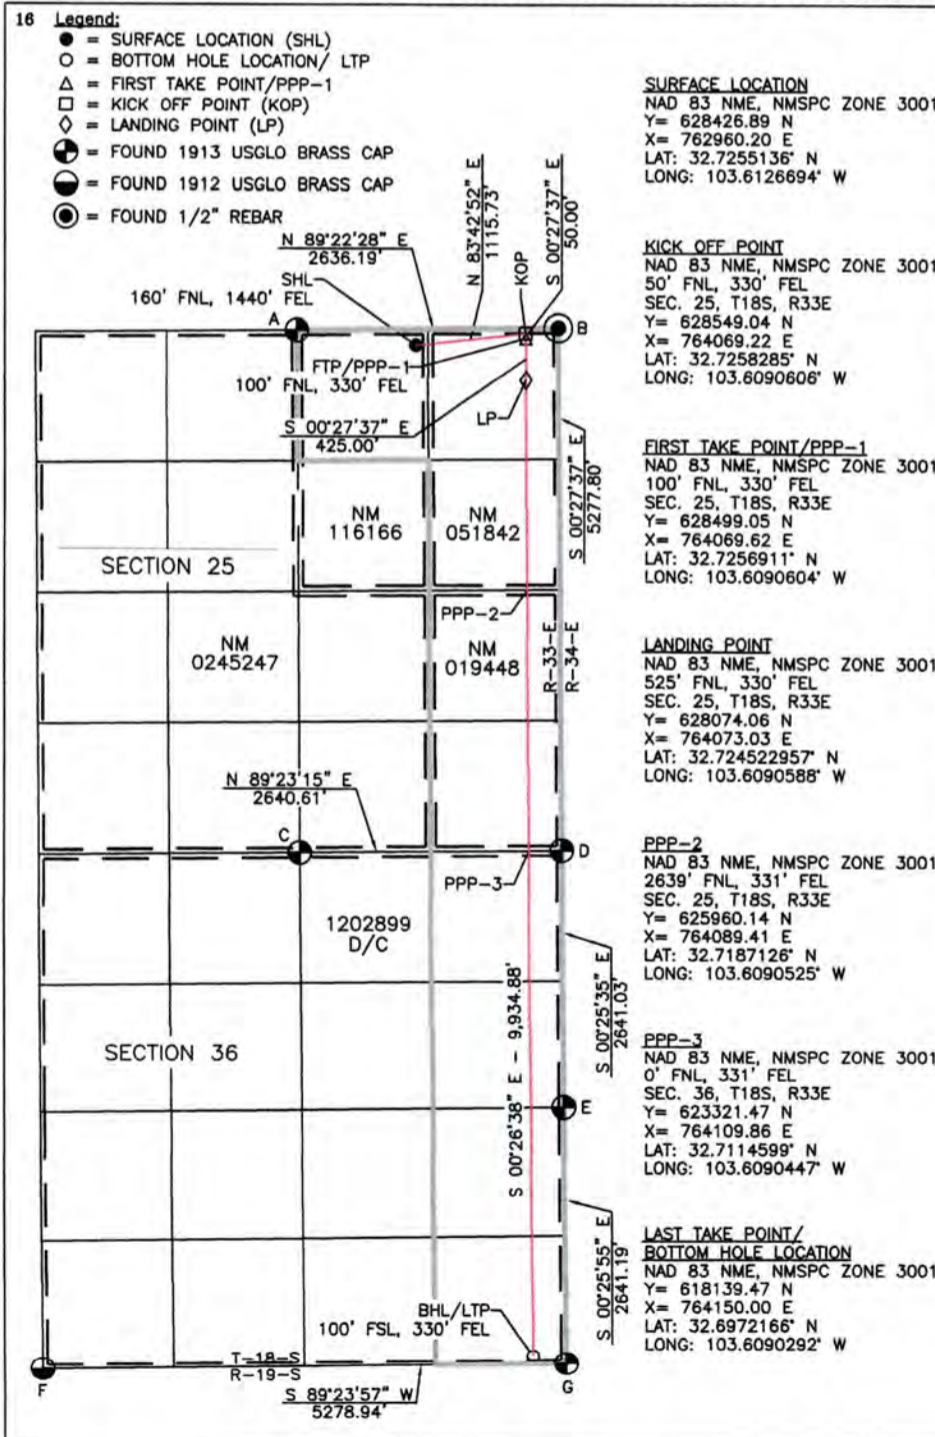 16 Legend:
● = SURFACE LOCATION (SHL)
○ = BOTTOM HOLE LOCATION/ LTP
△ = FIRST TAKE POINT/PPP-1
□ = KICK OFF POINT (KOP)
◇ = LANDING POINT (LP)
= FOUND 1913 USGLO BRASS CAP
= FOUND 1912 USGLO BRASS CAP
= FOUND 1/2" REBAR
N 89°22'28" E
2636.19'
N 83°42'52" E
1115.73'
S 00°27'37" E
50.00'
KOP
SHL
160' FNL, 1440' FEL
A
B
FTP/PPP-1
100' FNL, 330' FEL
LP
S 00°27'37" E
425.00'
S 00°27'37" E
5277.80'
NM
116166
NM
051842
SECTION 25
PPP-2
NM
0245247
NM
019448
R-33-E
R-34-E
N 89°23'15" E
2640.61'
C
D
PPP-3
1202899
D/C
S 00°26'38" E - 9,934.88'
S 00°25'35" E
2641.03'
SECTION 36
E
S 00°25'55" E
2641.19'
BHL/LTP
100' FSL, 330' FEL
T-18-S
R-19-S
F
G
S 89°23'57" W
5278.94'
SURFACE LOCATION
NAD 83 NME, NMSPC ZONE 3001
Y= 628426.89 N
X= 762960.20 E
LAT: 32.7255136° N
LONG: 103.6126694° W
KICK OFF POINT
NAD 83 NME, NMSPC ZONE 3001
50' FNL, 330' FEL
SEC. 25, T18S, R33E
Y= 628549.04 N
X= 764069.22 E
LAT: 32.7258285° N
LONG: 103.6090606° W
FIRST TAKE POINT/PPP-1
NAD 83 NME, NMSPC ZONE 3001
100' FNL, 330' FEL
SEC. 25, T18S, R33E
Y= 628499.05 N
X= 764069.62 E
LAT: 32.7256911° N
LONG: 103.6090604° W
LANDING POINT
NAD 83 NME, NMSPC ZONE 3001
525' FNL, 330' FEL
SEC. 25, T18S, R33E
Y= 628074.06 N
X= 764073.03 E
LAT: 32.724522957° N
LONG: 103.6090588° W
PPP-2
NAD 83 NME, NMSPC ZONE 3001
2639' FNL, 331' FEL
SEC. 25, T18S, R33E
Y= 625960.14 N
X= 764089.41 E
LAT: 32.7187126° N
LONG: 103.6090525° W
PPP-3
NAD 83 NME, NMSPC ZONE 3001
0' FNL, 331' FEL
SEC. 36, T18S, R33E
Y= 623321.47 N
X= 764109.86 E
LAT: 32.7114599° N
LONG: 103.6090447° W
LAST TAKE POINT/
BOTTOM HOLE LOCATION
NAD 83 NME, NMSPC ZONE 3001
Y= 618139.47 N
X= 764150.00 E
LAT: 32.6972166° N
LONG: 103.6090292° W